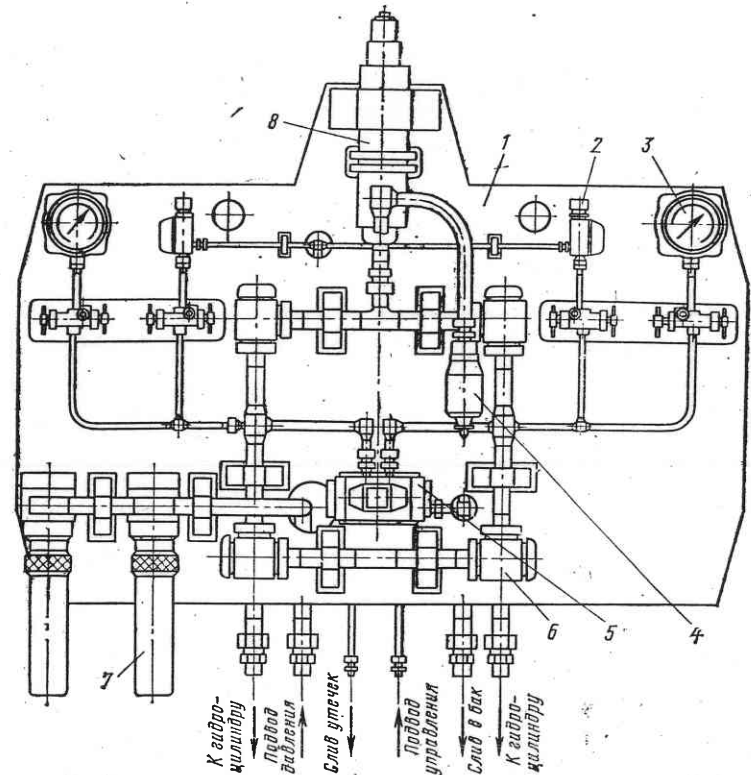 8
1
2
3
7
6
5
4
К гидро-
цилиндру
Подвод
давления
Слив утечек
Подвод
управления
Слив в бак
К гидро-
цилиндру